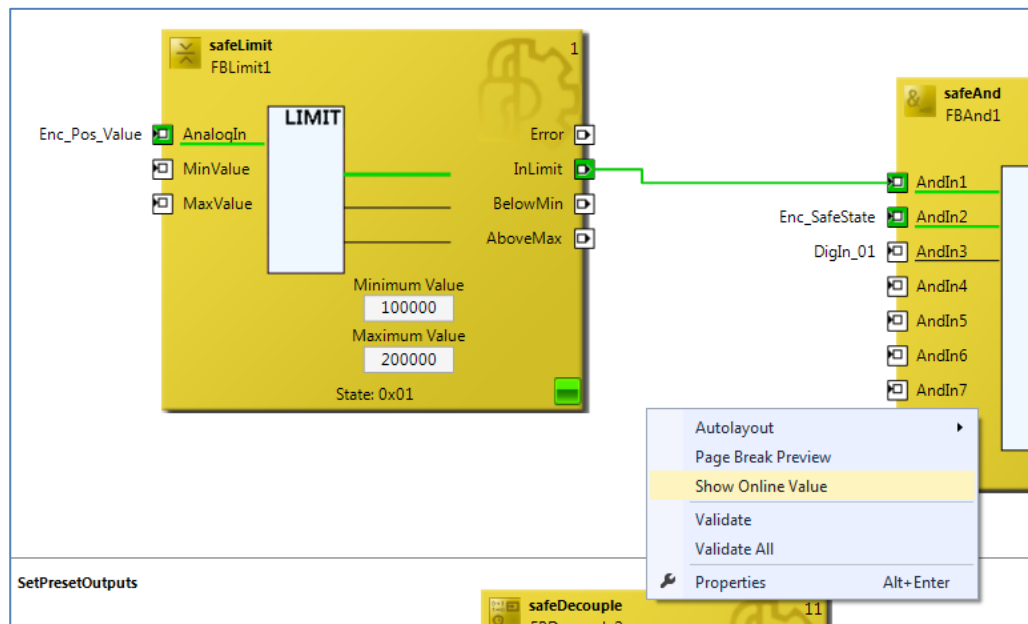 safeLimit
FBLimit1
1
LIMIT
Enc_Pos_Value
AnalogIn
MinValue
MaxValue
Error
InLimit
BelowMin
AboveMax
Minimum Value
100000
Maximum Value
200000
State: 0x01
&
safeAnd
FBAnd1
AndIn1
Enc_SafeState
AndIn2
DigIn_01
AndIn3
AndIn4
AndIn5
AndIn6
AndIn7
Autolayout
Page Break Preview
Show Online Value
Validate
Validate All
Properties Alt+Enter
SetPresetOutputs
safeDecouple
11